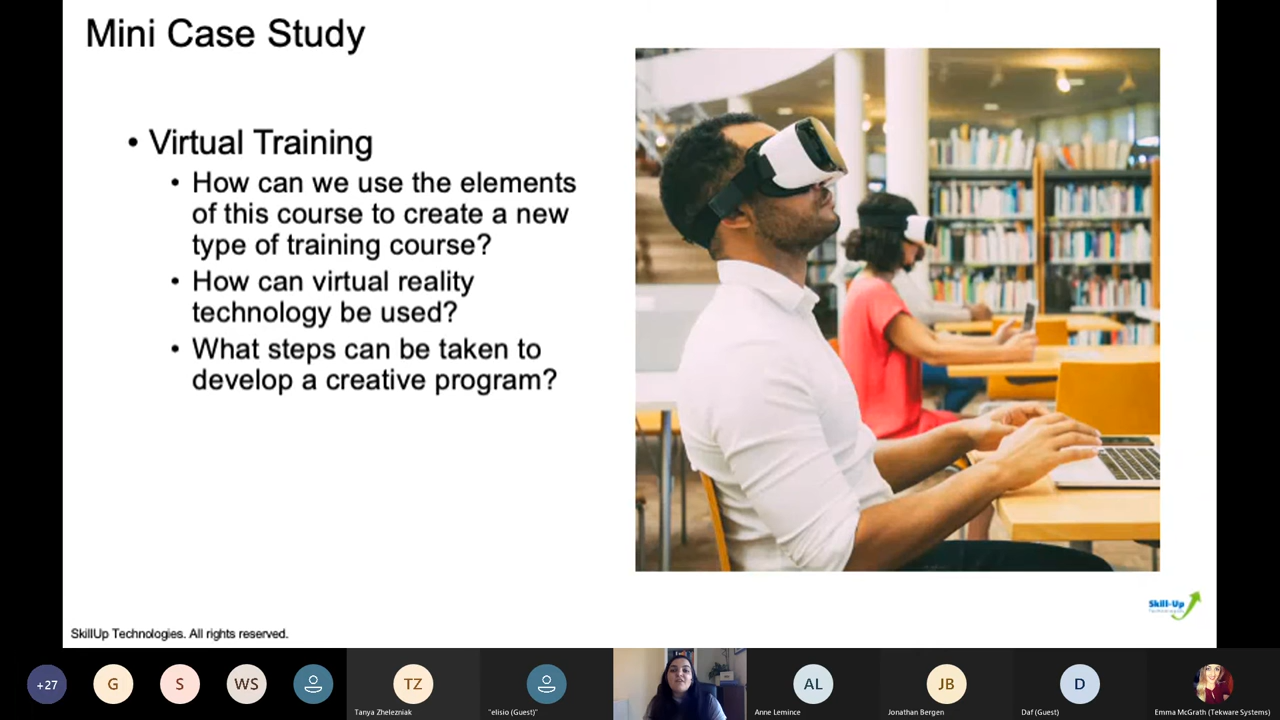 Mini Case Study
• Virtual Training
• How can we use the elements
of this course to create a new
type of training course?
• How can virtual reality
technology be used?
• What steps can be taken to
develop a creative program?
Skill-Up
SkillUp Technologies. All rights reserved.
+27
G
S
WS
TZ
AL
JB
D
Tanya Zhelezniak
"elisio (Guest)"
Anne Lemince
Jonathan Bergen
Daf (Guest)
Emma McGrath (Tekware Systems)